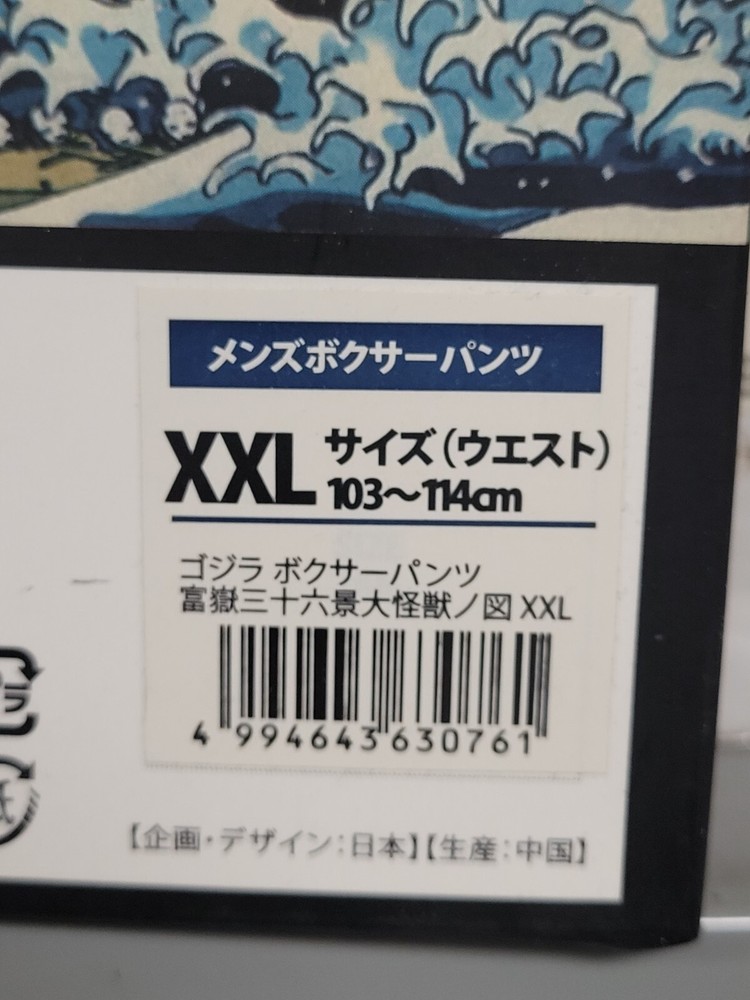 メンズボクサーパンツ
XXL サイズ(ウエスト)
103〜114cm
ゴジラ ボクサーパンツ
富嶽三十六景大怪獣ノ図 XXL
4 994643 630761
プラ
紙
【企画・デザイン:日本】【生産:中国】